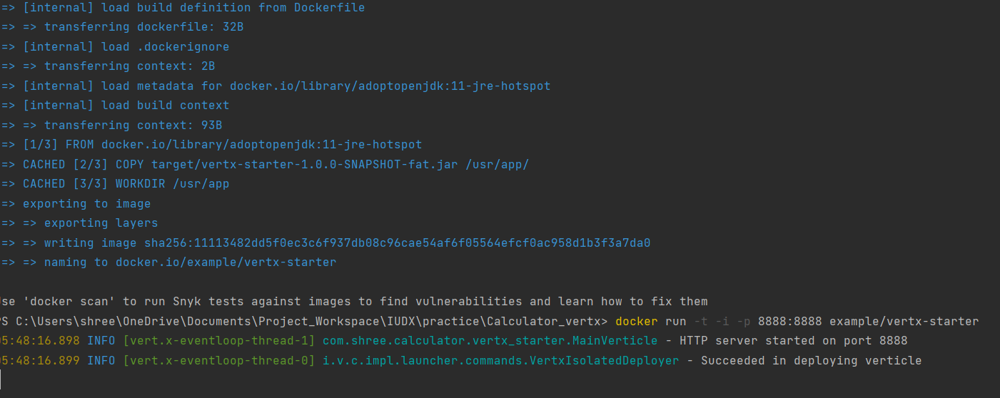 => [internal] load build definition from Dockerfile
=> => transferring dockerfile: 32B
=> [internal] load .dockerignore
=> => transferring context: 2B
=> [internal] load metadata for docker.io/library/adoptopenjdk:11-jre-hotspot
=> [internal] load build context
=> => transferring context: 93B
=> [1/3] FROM docker.io/library/adoptopenjdk:11-jre-hotspot
=> CACHED [2/3] COPY target/vertx-starter-1.0.0-SNAPSHOT-fat.jar /usr/app/
=> CACHED [3/3] WORKDIR /usr/app
=> exporting to image
=> => exporting layers
=> => writing image sha256:11113482dd5f0ec3c6f937db08c96cae54af6f05564efcf0ac958d1b3f3a7da0
=> => naming to docker.io/example/vertx-starter
Use 'docker scan' to run Snyk tests against images to find vulnerabilities and learn how to fix them
PS C:\Users\shree\OneDrive\Documents\Project_Workspace\IUDX\practice\Calculator_vertx> docker run -t -i -p 8888:8888 example/vertx-starter
05:48:16.898 INFO [vert.x-eventloop-thread-1] com.shree.calculator.vertx_starter.MainVerticle - HTTP server started on port 8888
05:48:16.899 INFO [vert.x-eventloop-thread-0] i.v.c.impl.launcher.commands.VertxIsolatedDeployer - Succeeded in deploying verticle